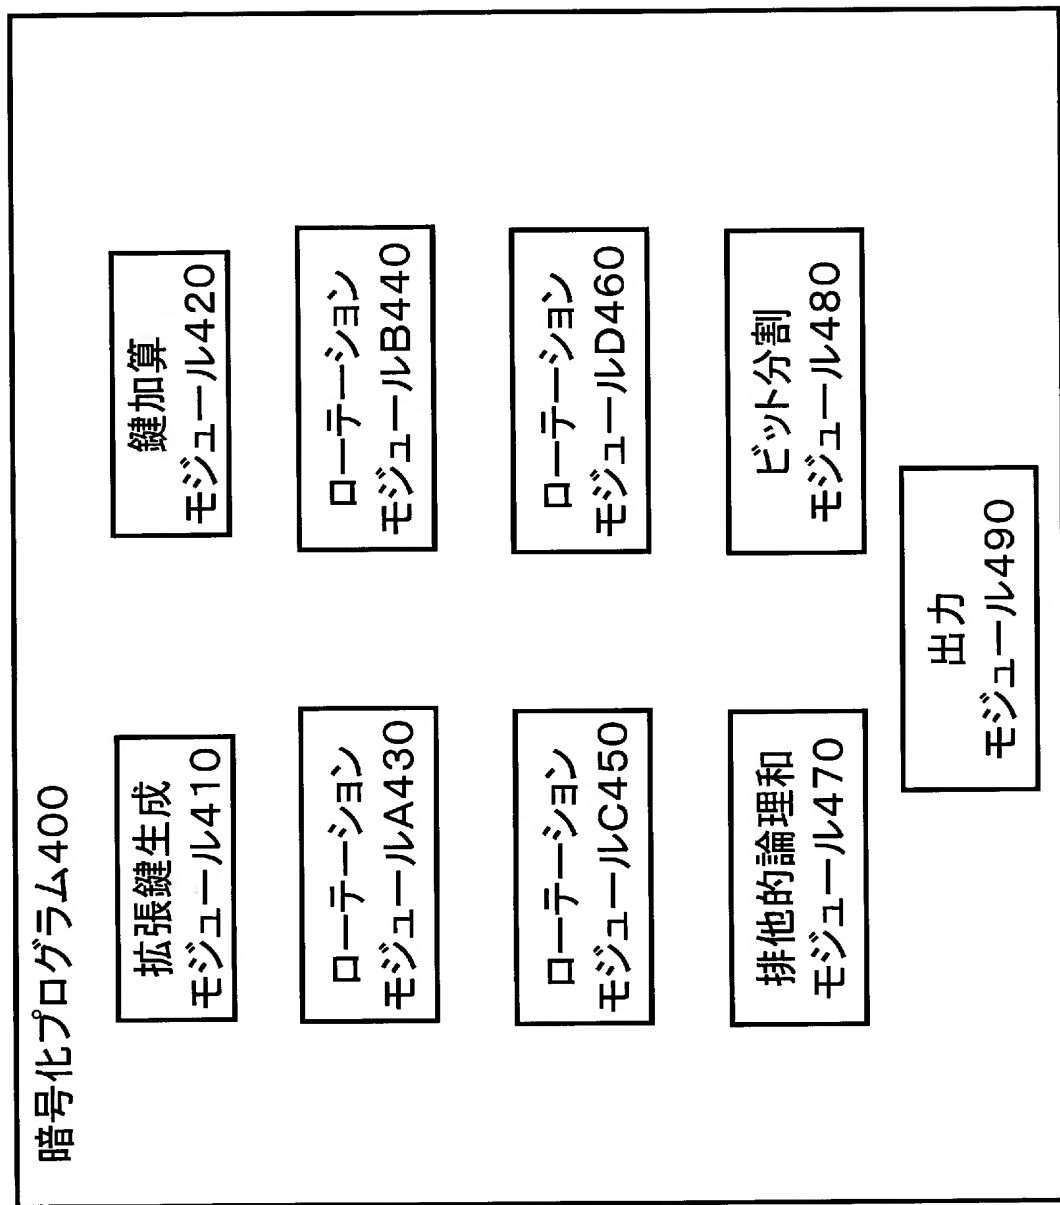 暗号化プログラム400
拡張鍵生成
モジュール410
鍵加算
モジュール420
ローテーション
モジュールA430
ローテーション
モジュールB440
ローテーション
モジュールC450
ローテーション
モジュールD460
排他的論理和
モジュール470
ビット分割
モジュール480
出力
モジュール490